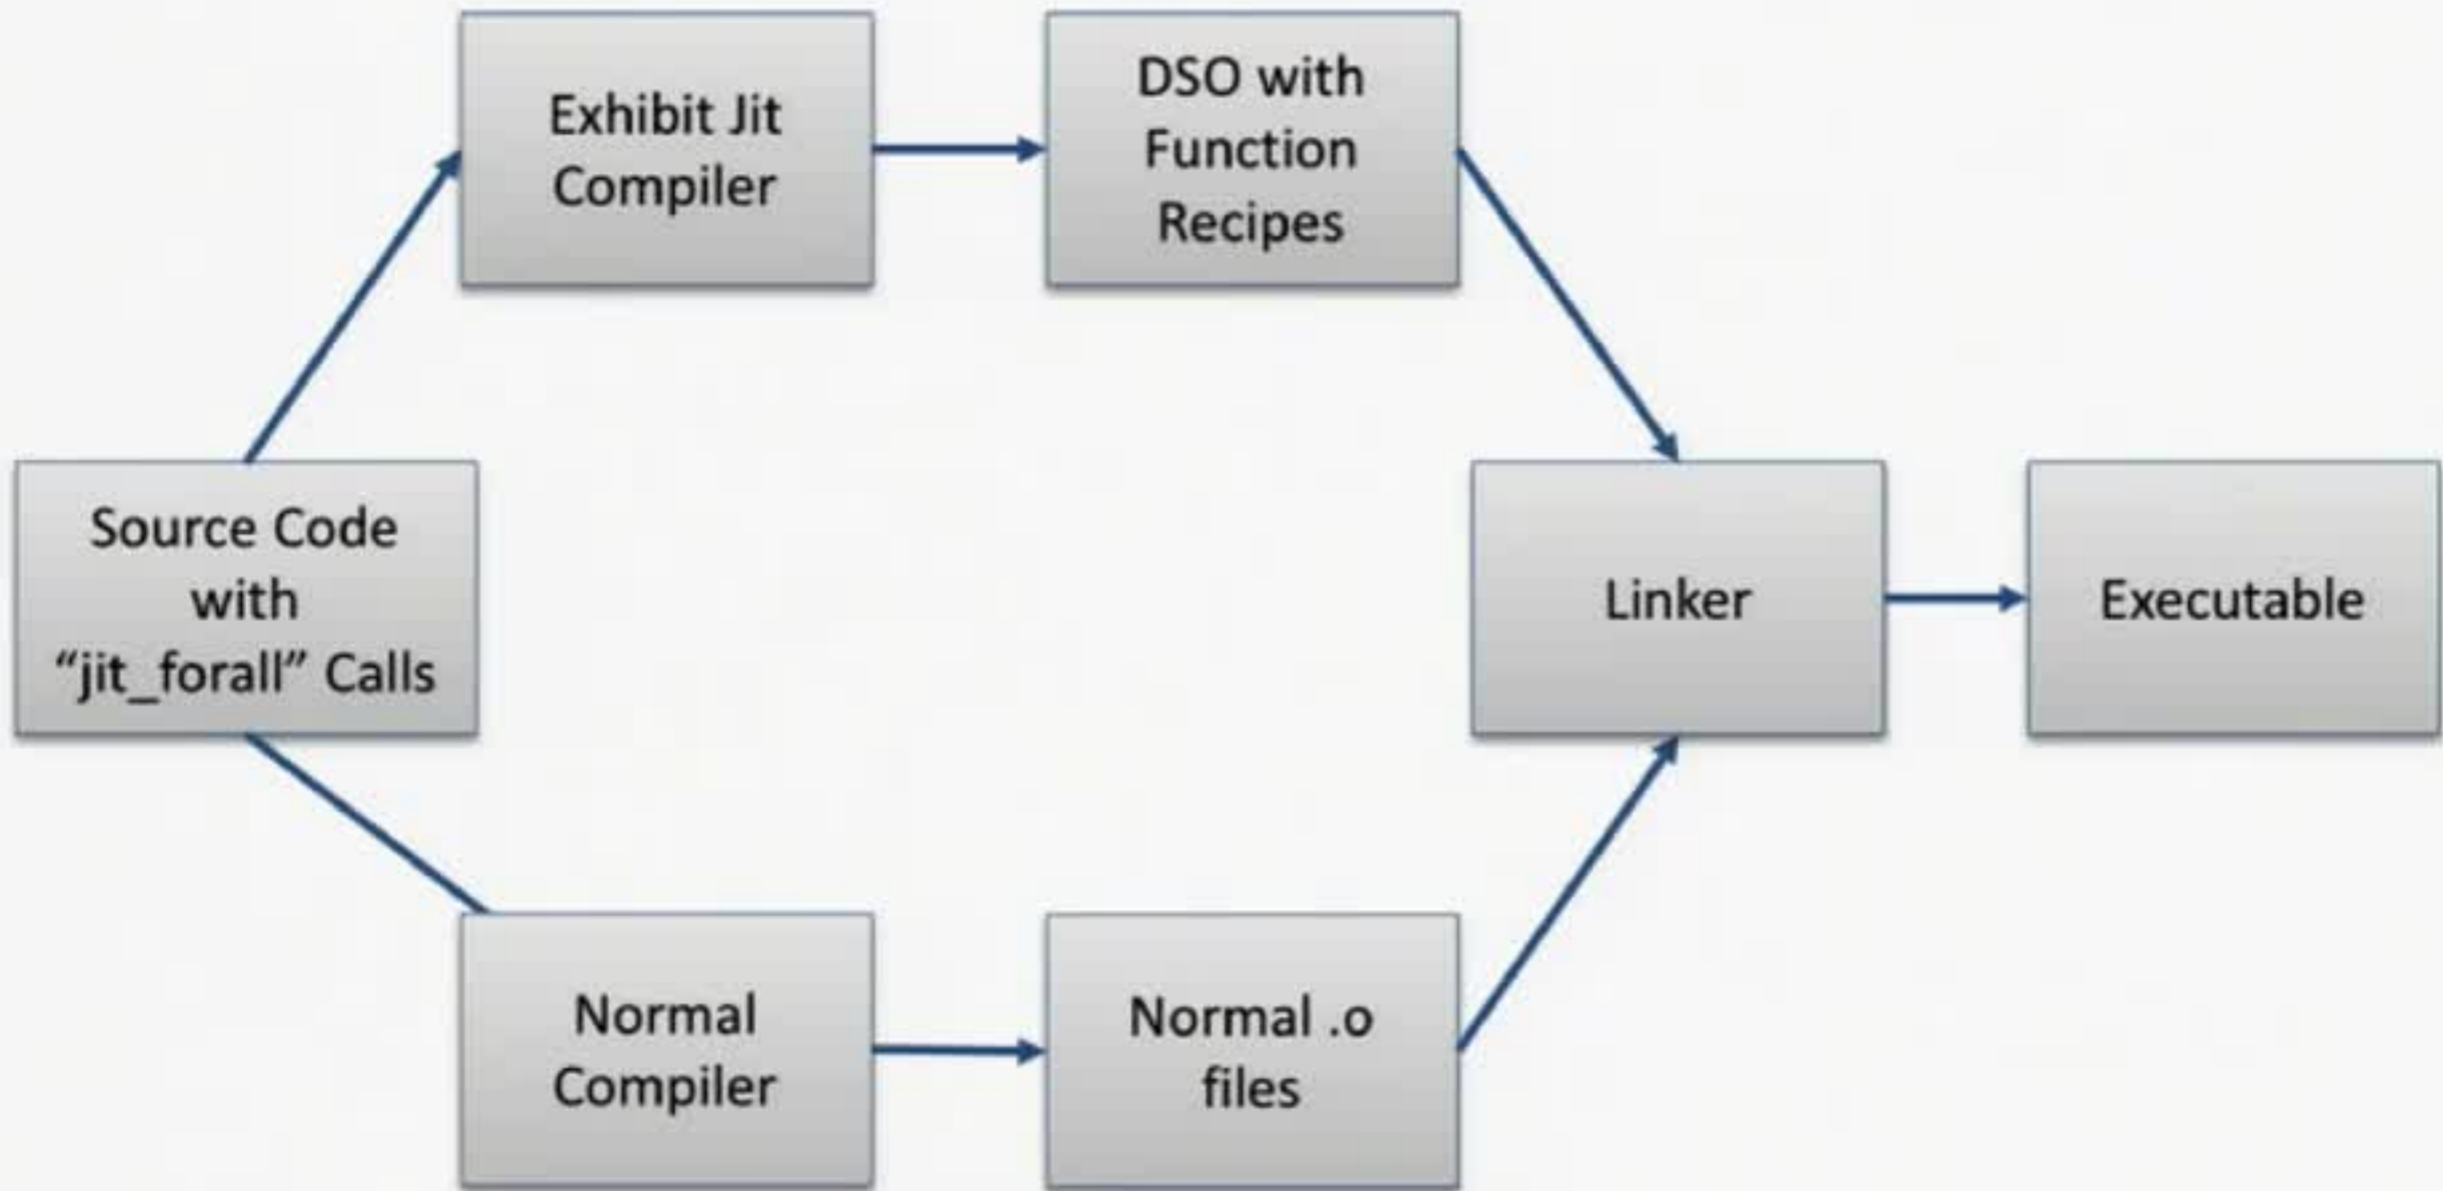 Exhibit Jit
Compiler
DSO with
Function
Recipes
Source Code
with
“jit_forall” Calls
Linker
Executable
Normal
Compiler
Normal .o
files